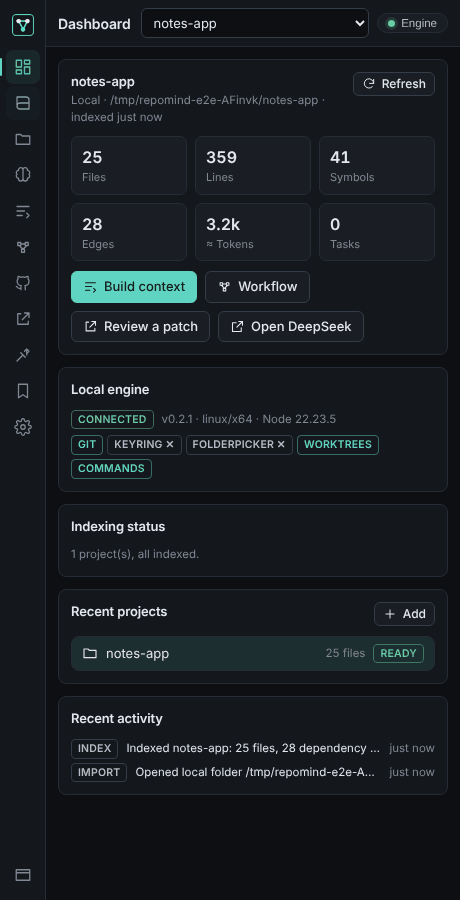 Dashboard
notes-app
Engine
notes-app
Refresh
Local · /tmp/repomind-e2e-AFinvk/notes-app ·
indexed just now
25
Files
359
Lines
41
Symbols
28
Edges
3.2k
≈ Tokens
0
Tasks
Build context
Workflow
Review a patch
Open DeepSeek
Local engine
CONNECTED v0.2.1 · linux/x64 · Node 22.23.5
GIT KEYRING ✕ FOLDERPICKER ✕ WORKTREES
COMMANDS
Indexing status
1 project(s), all indexed.
Recent projects
Add
notes-app 25 files READY
Recent activity
INDEX Indexed notes-app: 25 files, 28 dependency ... just now
IMPORT Opened local folder /tmp/repomind-e2e-A... just now